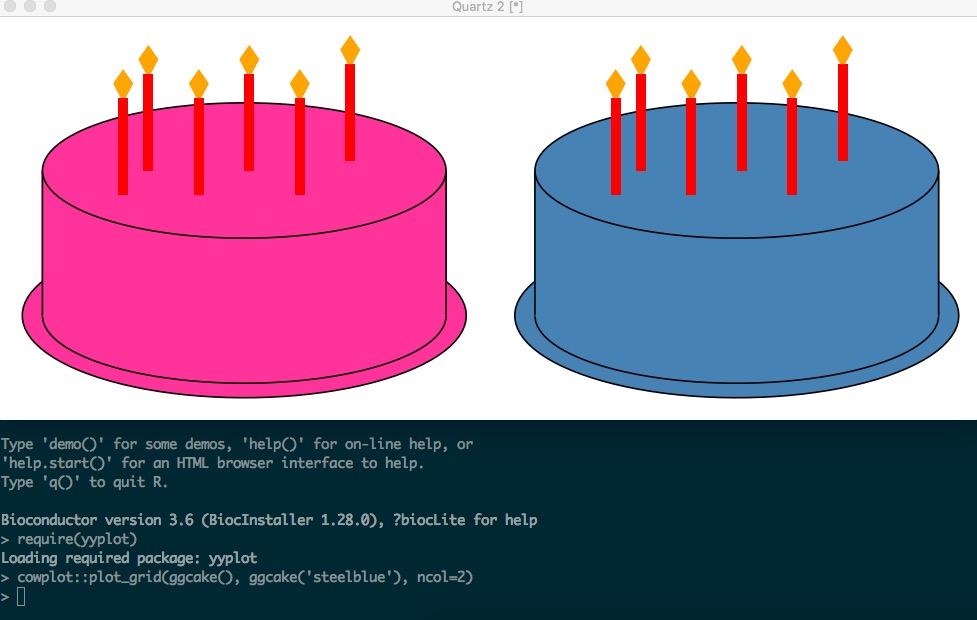 Quartz 2 [*]
Type 'demo()' for some demos, 'help()' for on-line help, or
'help.start()' for an HTML browser interface to help.
Type 'q()' to quit R.
Bioconductor version 3.6 (BiocInstaller 1.28.0), ?biocLite for help
> require(yyplot)
Loading required package: yyplot
> cowplot::plot_grid(ggcake(), ggcake('steelblue'), ncol=2)
>